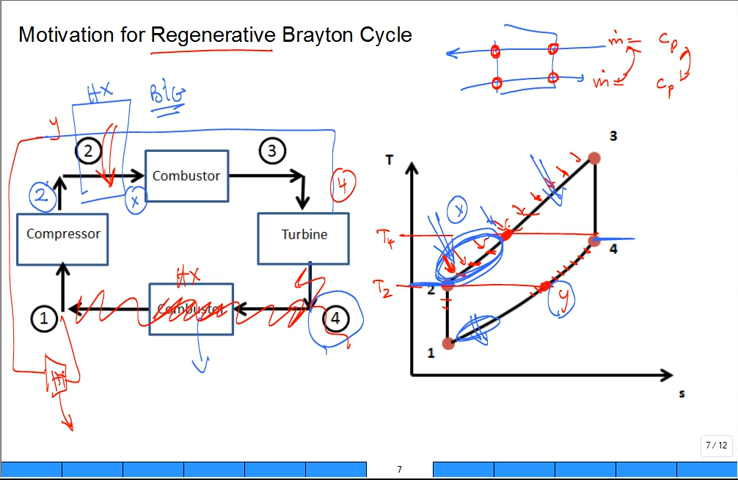 Motivation for Regenerative Brayton Cycle
ṁ = cp
ṁ = cp
HX
BIG
y
2
3
Combustor
2
x
4
Compressor
Turbine
HX
Combustor
1
4
HX
T
3
x
T4
4
T2
2
y
1
s
7 / 12
7